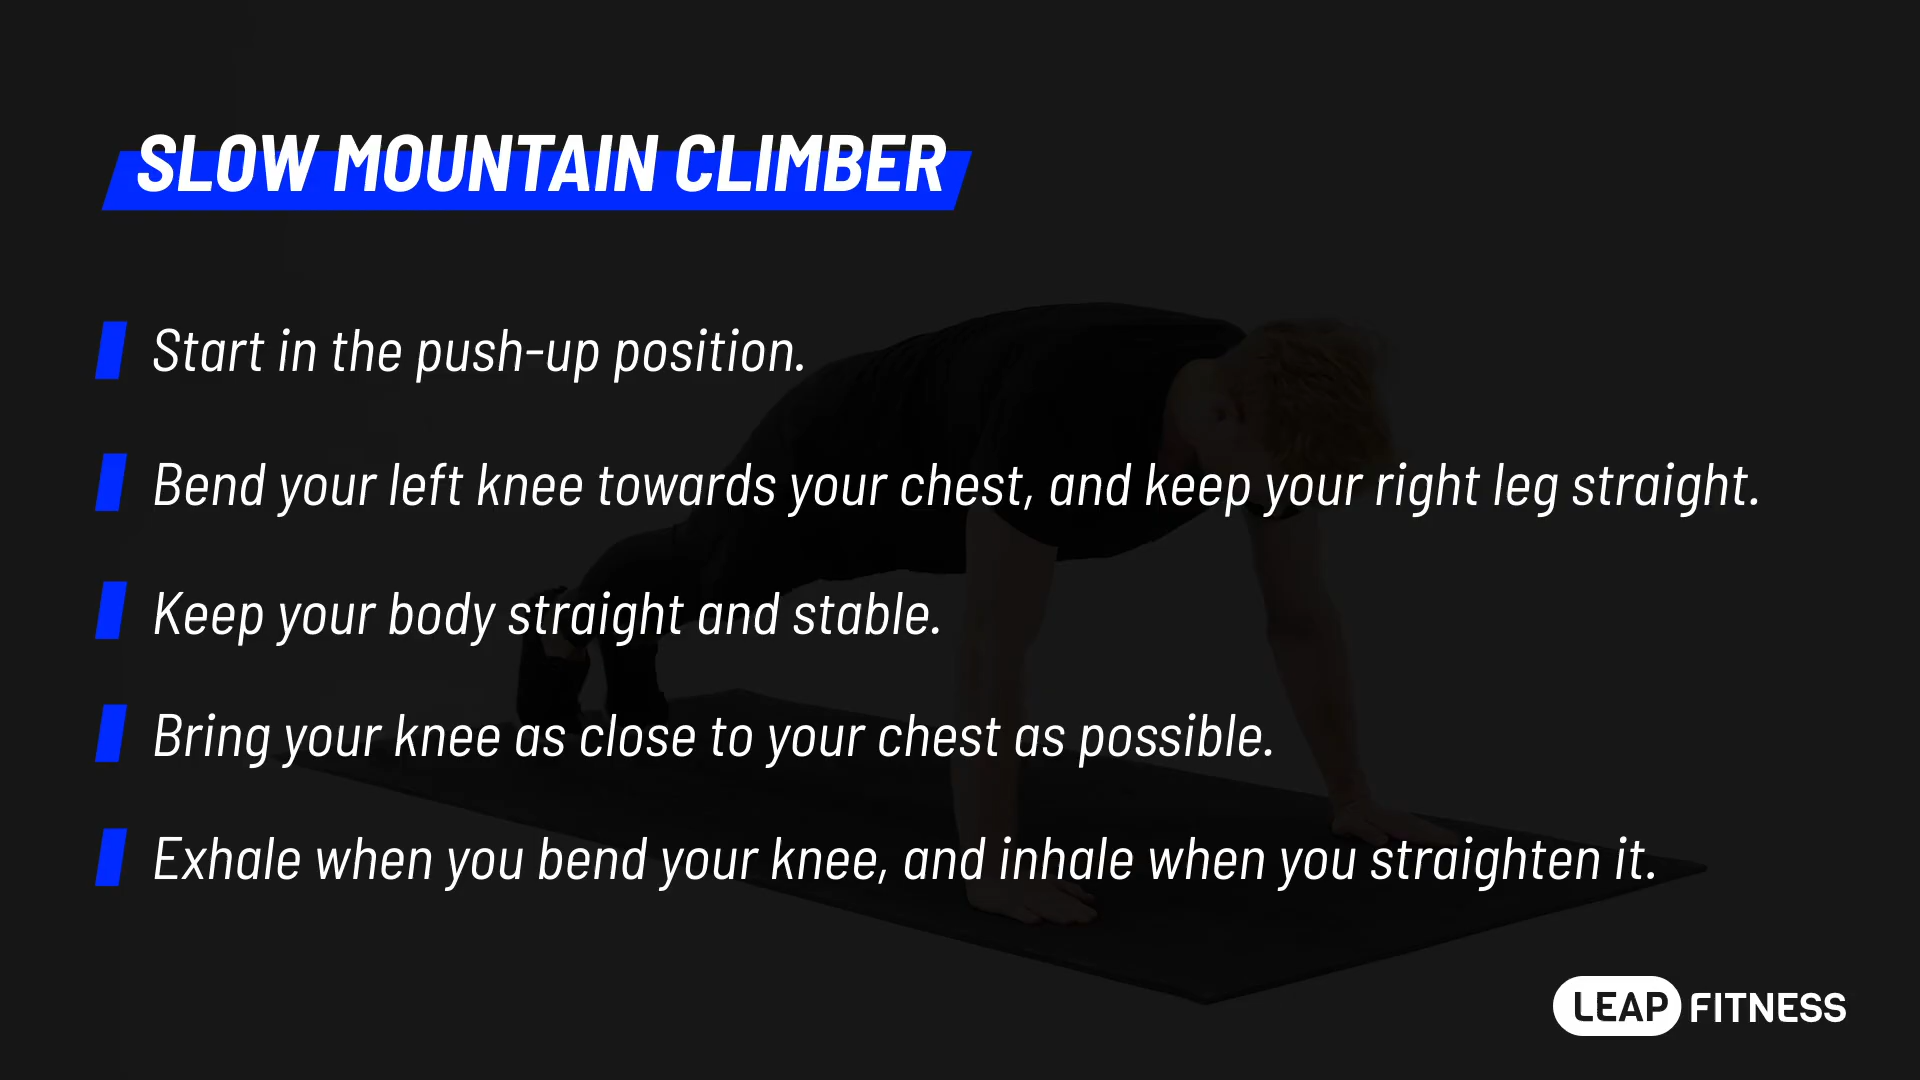 SLOW MOUNTAIN CLIMBER
Start in the push-up position.
Bend your left knee towards your chest, and keep your right leg straight.
Keep your body straight and stable.
Bring your knee as close to your chest as possible.
Exhale when you bend your knee, and inhale when you straighten it.
LEAP FITNESS